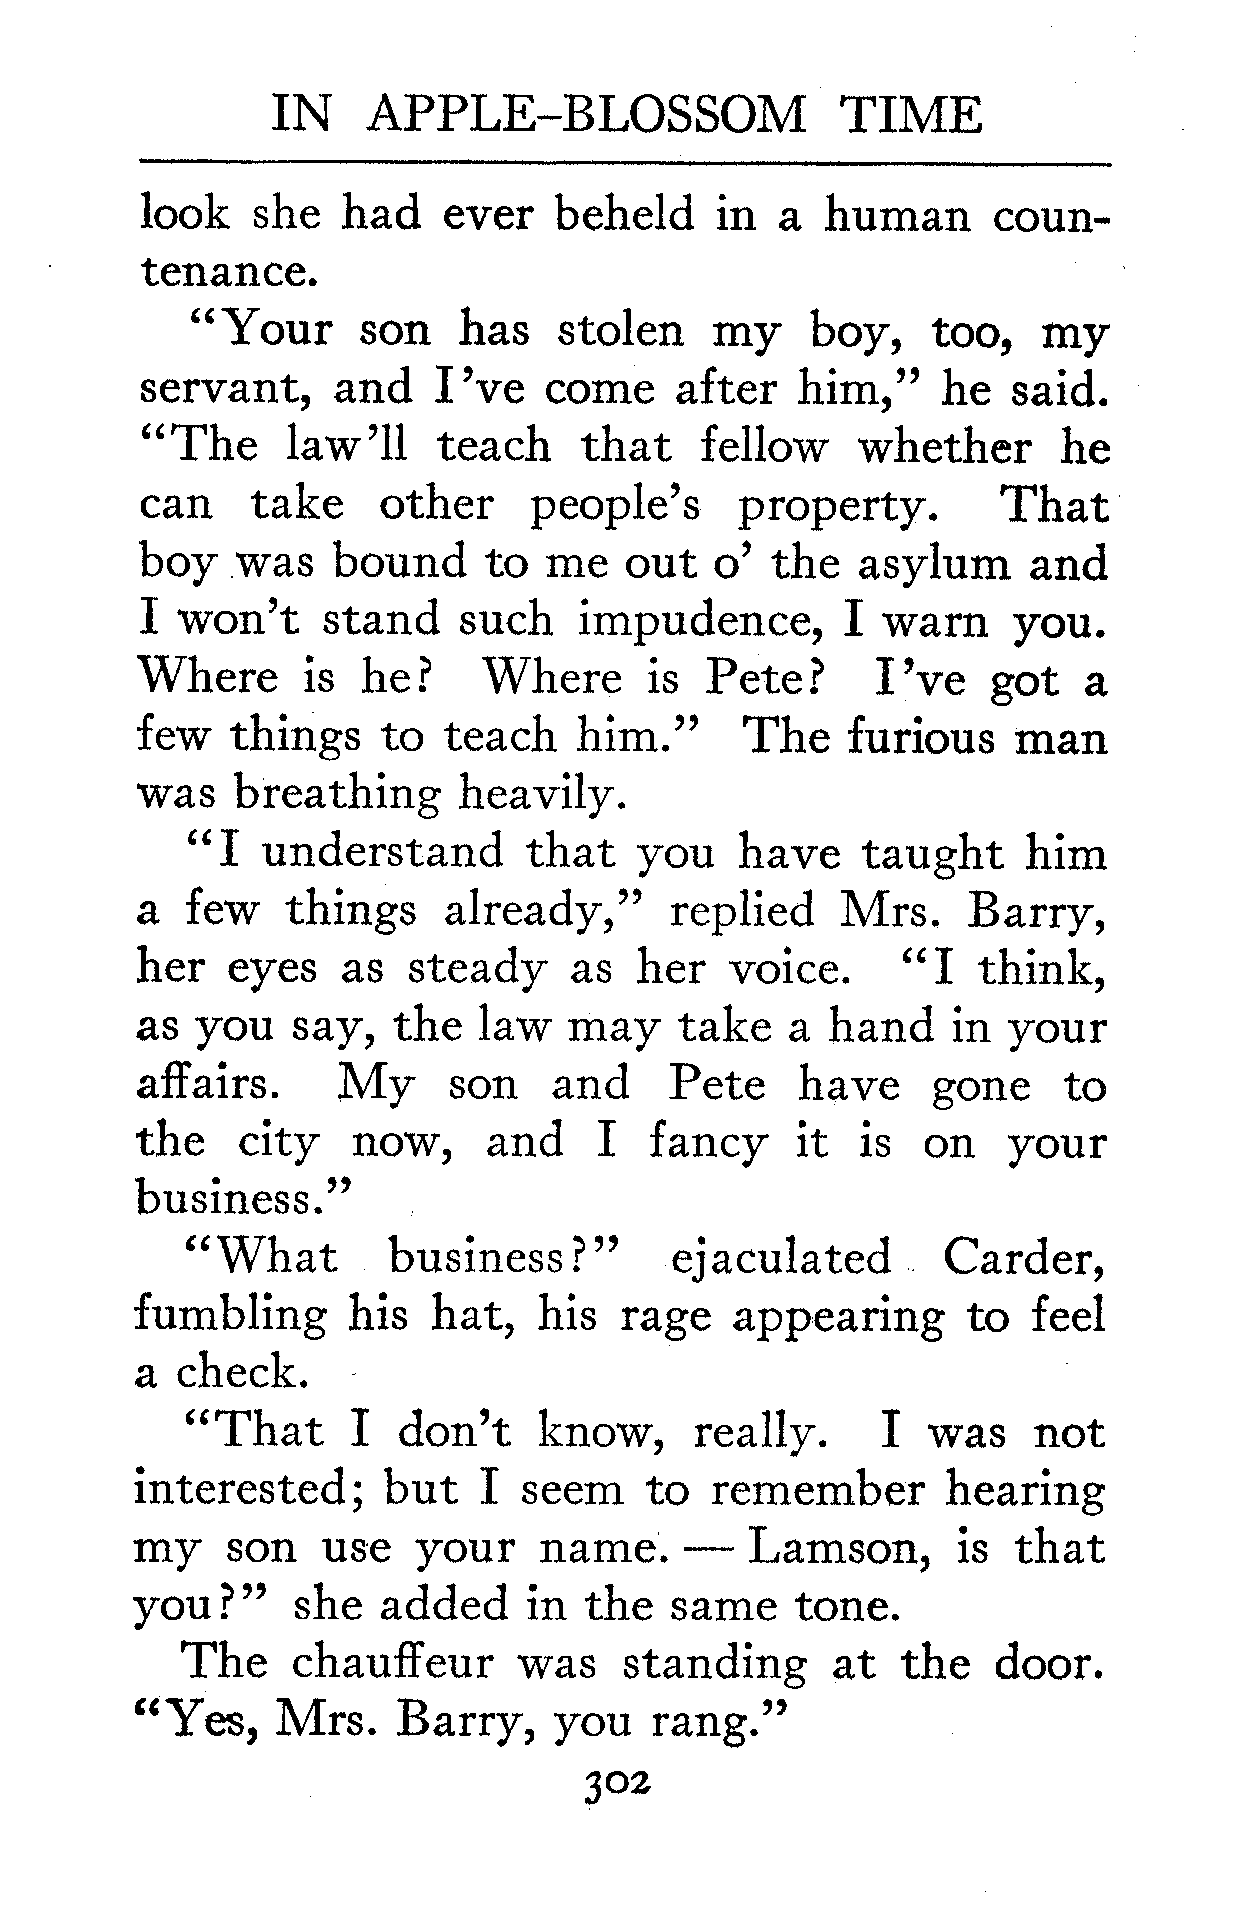 IN APPLE-BLOSSOM TIME
look she had ever beheld in a human coun-
tenance.
“Your son has stolen my boy, too, my
servant, and I’ve come after him,” he said.
“The law’ll teach that fellow whether he
can take other people’s property. That
boy was bound to me out o’ the asylum and
I won’t stand such impudence, I warn you.
Where is he? Where is Pete? I’ve got a
few things to teach him.” The furious man
was breathing heavily.
“I understand that you have taught him
a few things already,” replied Mrs. Barry,
her eyes as steady as her voice. “I think,
as you say, the law may take a hand in your
affairs. My son and Pete have gone to
the city now, and I fancy it is on your
business.”
“What business?” ejaculated Carder,
fumbling his hat, his rage appearing to feel
a check.
“That I don’t know, really. I was not
interested; but I seem to remember hearing
my son use your name. — Lamson, is that
you?” she added in the same tone.
The chauffeur was standing at the door.
“Yes, Mrs. Barry, you rang.”
302